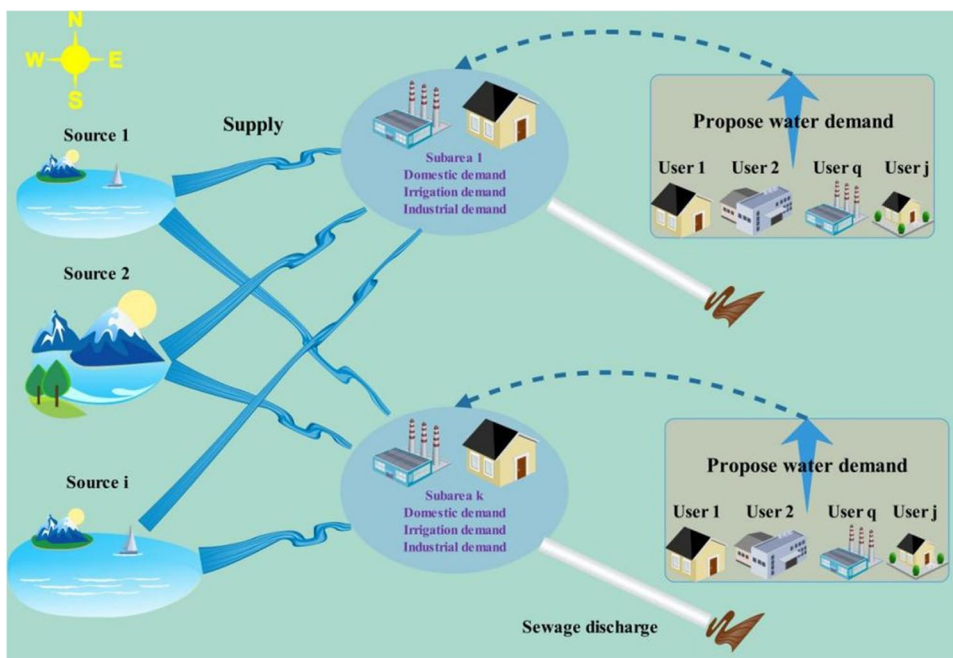 N
W E
S
Source 1
Supply
Subarea 1
Domestic demand
Irrigation demand
Industrial demand
Propose water demand
User 1 User 2 User q User j
Source 2
Source i
Subarea k
Domestic demand
Irrigation demand
Industrial demand
Propose water demand
User 1 User 2 User q User j
Sewage discharge